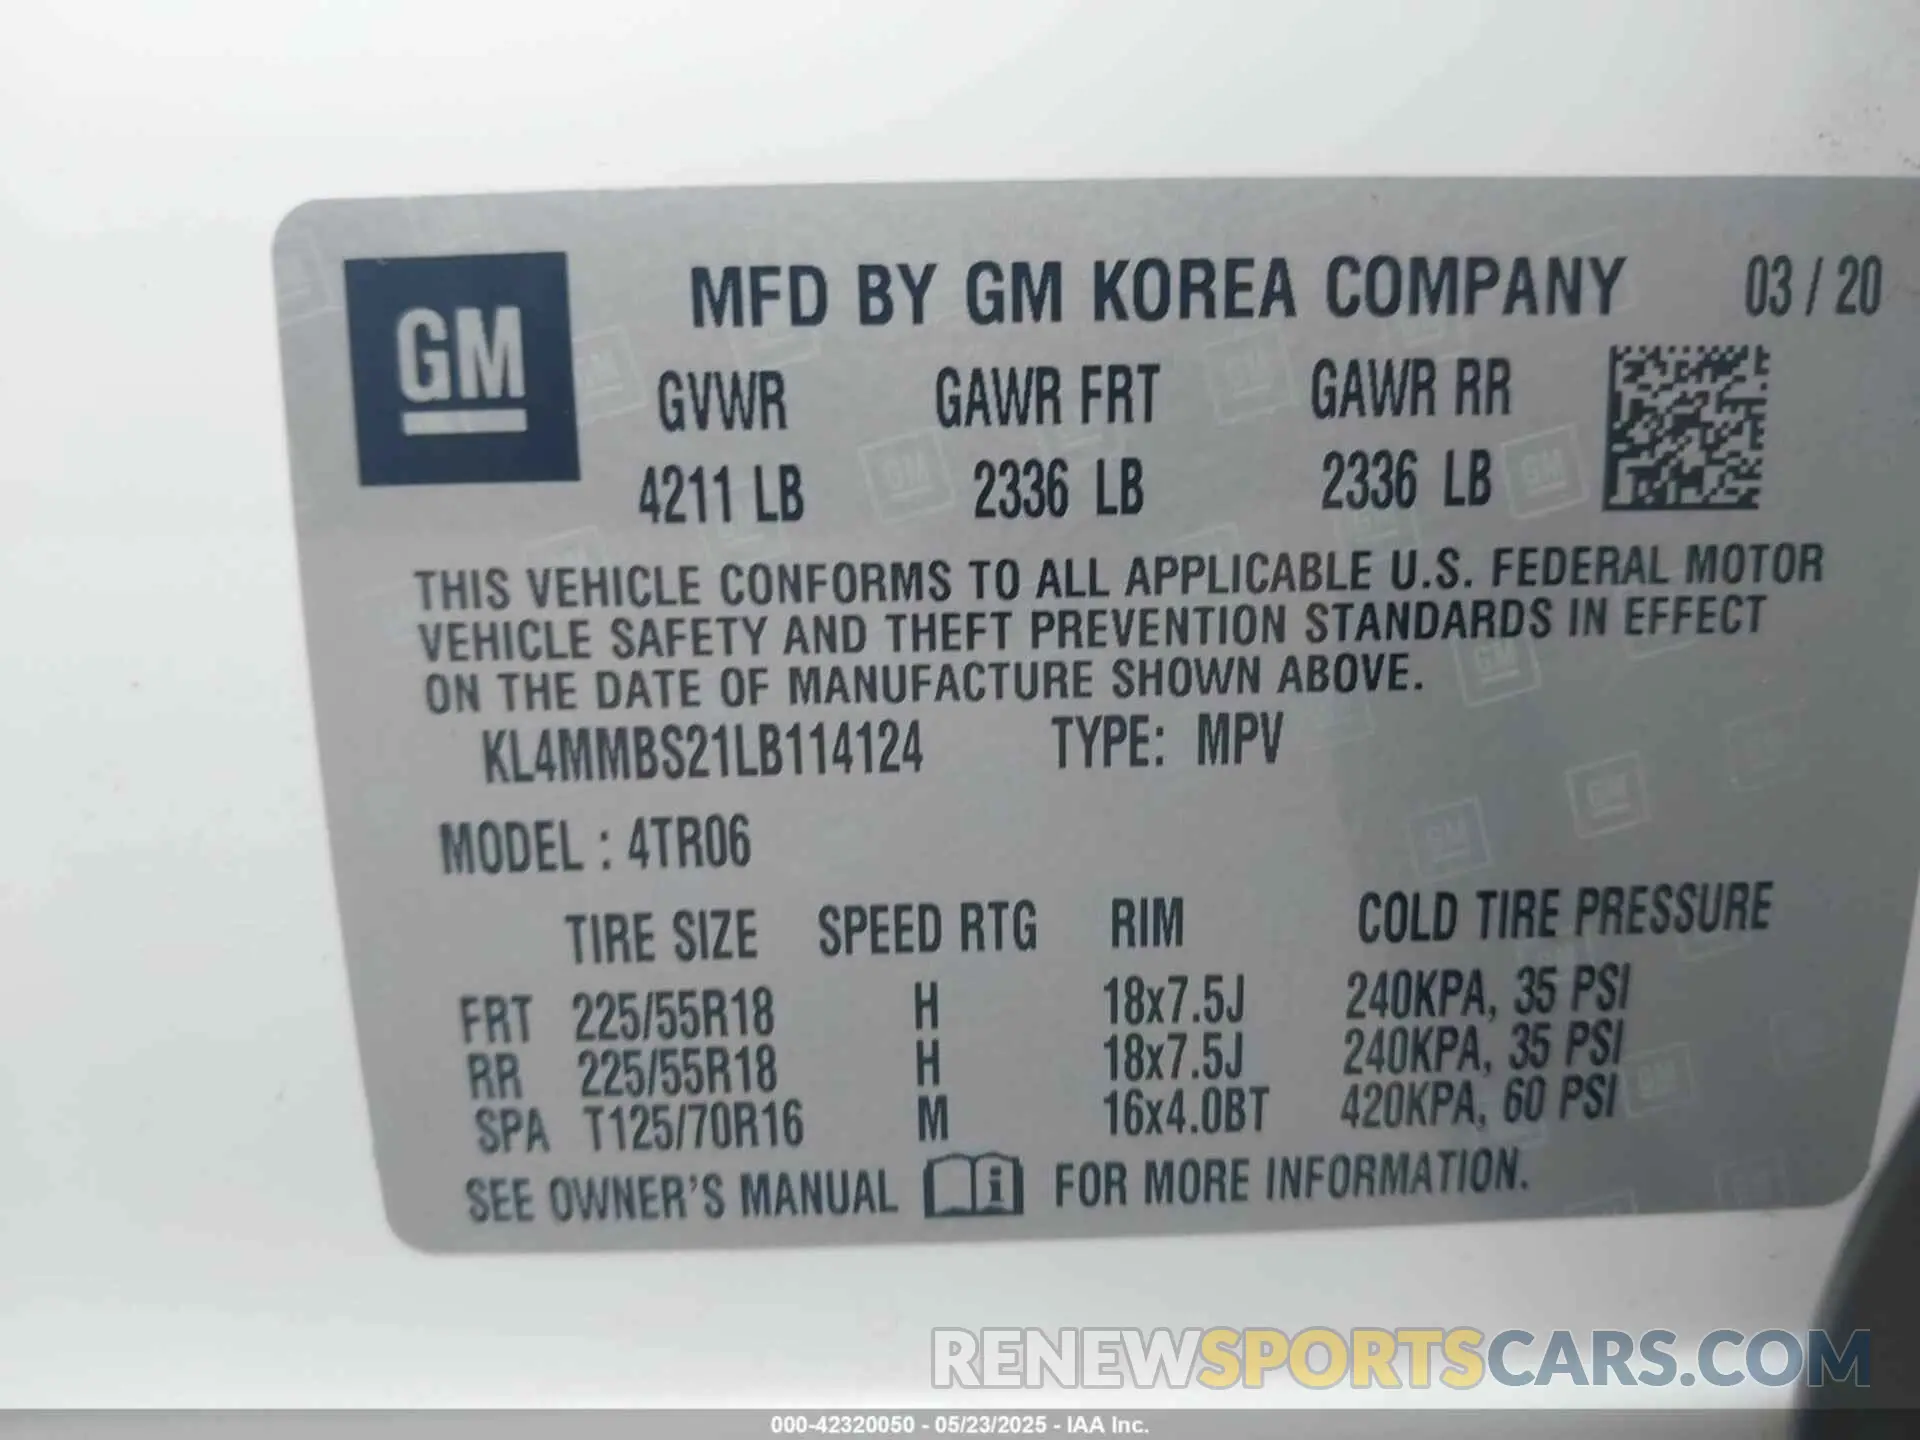 GM
MFD BY GM KOREA COMPANY 03 / 20
GVWR GAWR FRT GAWR RR
4211 LB 2336 LB 2336 LB
THIS VEHICLE CONFORMS TO ALL APPLICABLE U.S. FEDERAL MOTOR
VEHICLE SAFETY AND THEFT PREVENTION STANDARDS IN EFFECT
ON THE DATE OF MANUFACTURE SHOWN ABOVE.
KL4MMBS21LB114124 TYPE: MPV
MODEL : 4TR06
TIRE SIZE SPEED RTG RIM COLD TIRE PRESSURE
FRT 225/55R18 H 18x7.5J 240KPA, 35 PSI
RR 225/55R18 H 18x7.5J 240KPA, 35 PSI
SPA T125/70R16 M 16x4.0BT 420KPA, 60 PSI
SEE OWNER'S MANUAL i FOR MORE INFORMATION.
RENEWSPORTSCARS.COM
000-42320050 - 05/23/2025 - IAA Inc.